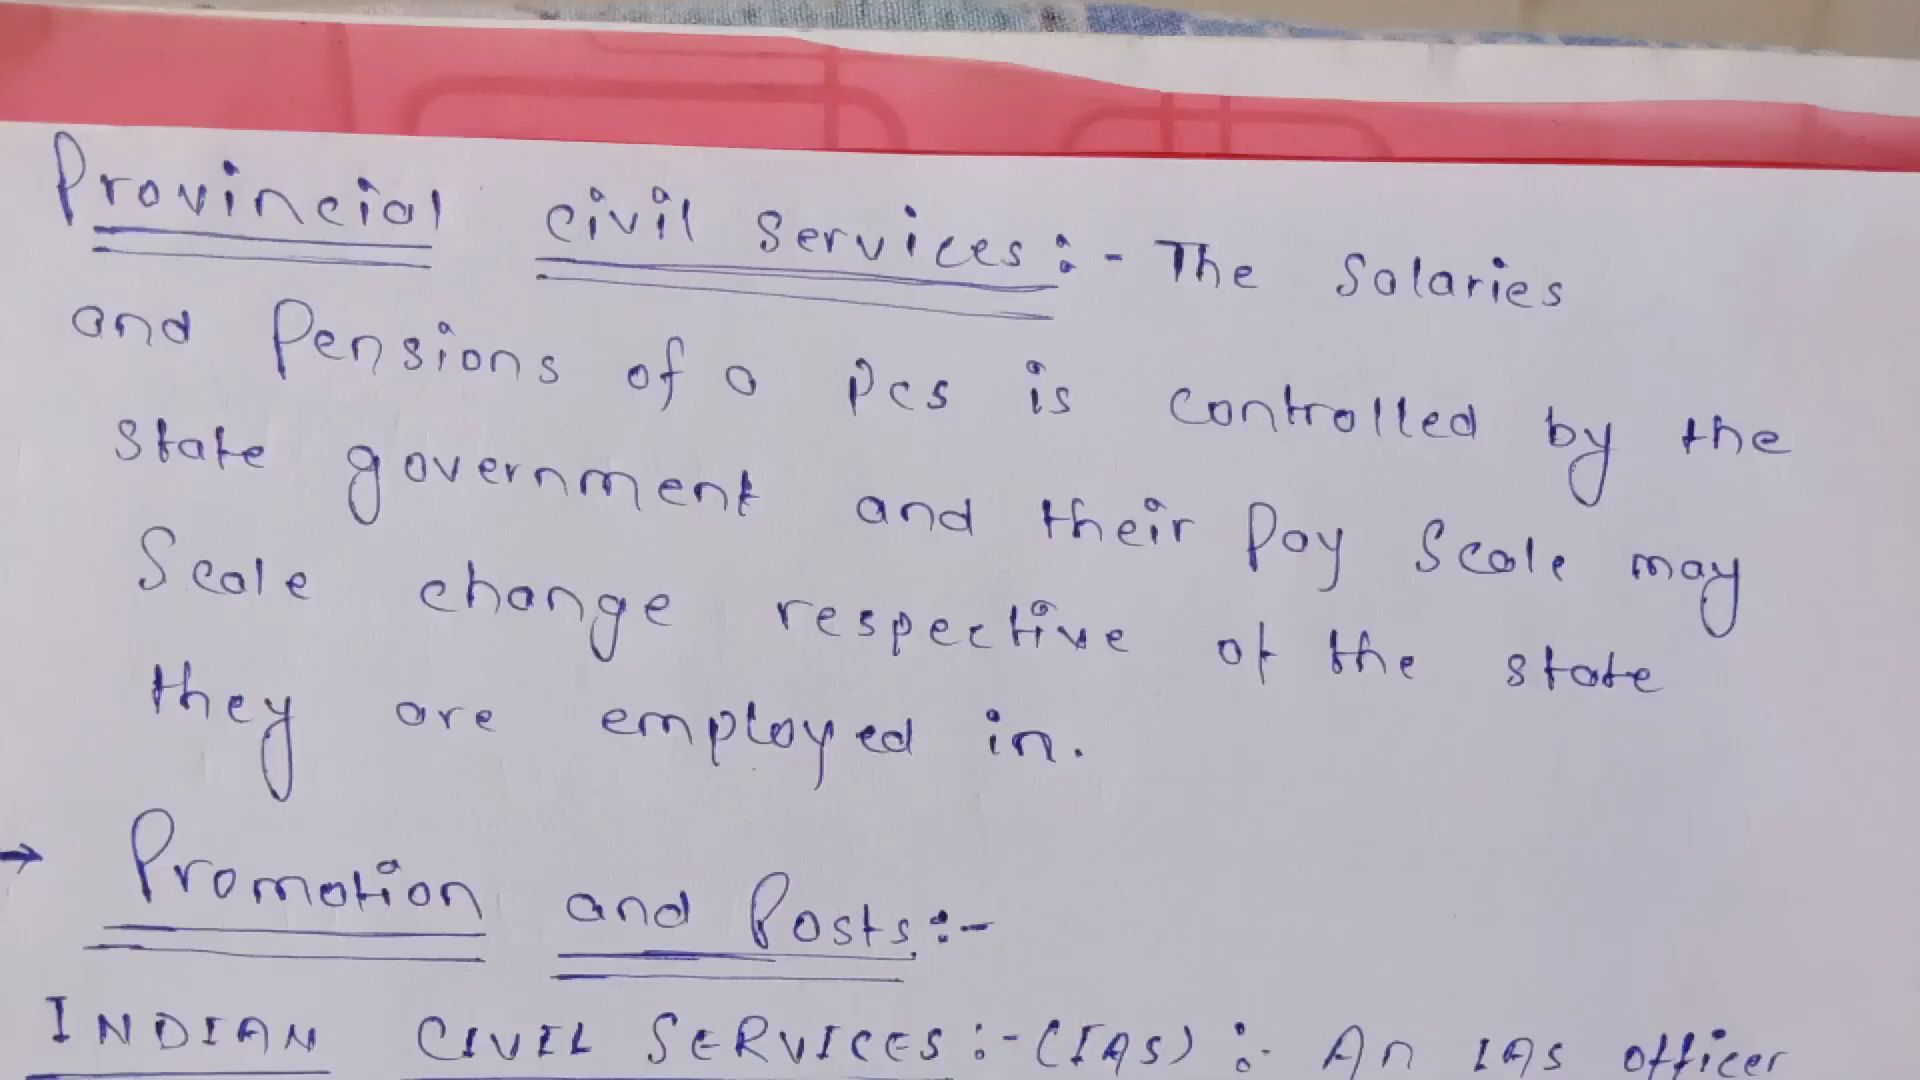 Provincial civil services:- The Salaries
and Pensions of a Pcs is controlled by the
state government and their Pay Scale may
Scale change respective of the state
they are employed in.
→ Promotion and Posts:-
INDIAN CIVIL SERVICES:-(IAS):- An IAS officer